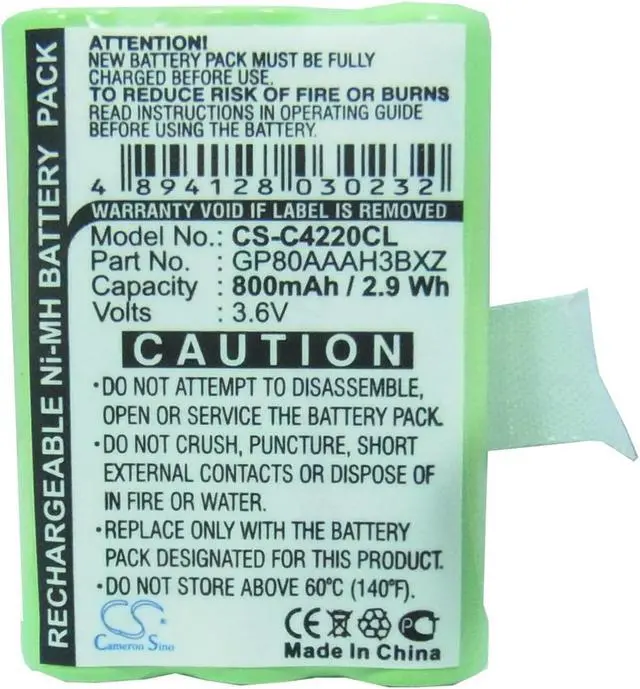 RECHARGEABLE Ni-MH BATTERY PACK
ATTENTION!
NEW BATTERY PACK MUST BE FULLY
CHARGED BEFORE USE.
TO REDUCE RISK OF FIRE OR BURNS
READ INSTRUCTIONS IN OPERATING GUIDE
BEFORE USING THE BATTERY.
4 894128 030232
WARRANTY VOID IF LABEL IS REMOVED
Model No.: CS-C4220CL
Part No. : GP80AAAH3BXZ
Capacity : 800mAh / 2.9 Wh
Volts : 3.6V
CAUTION
•DO NOT ATTEMPT TO DISASSEMBLE,
OPEN OR SERVICE THE BATTERY PACK.
•DO NOT CRUSH, PUNCTURE, SHORT
EXTERNAL CONTACTS OR DISPOSE OF
IN FIRE OR WATER.
•REPLACE ONLY WITH THE BATTERY
PACK DESIGNATED FOR YOUR PRODUCT.
•DO NOT STORE ABOVE 60°C (140°F).
CS
Cameron Sino
CE PC
Made in China